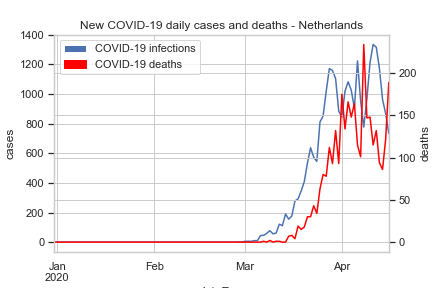 New COVID-19 daily cases and deaths - Netherlands
COVID-19 infections
COVID-19 deaths
1400
1200
1000
800
600
400
200
0
cases
200
150
100
50
0
deaths
Jan
2020
Feb
Mar
Apr